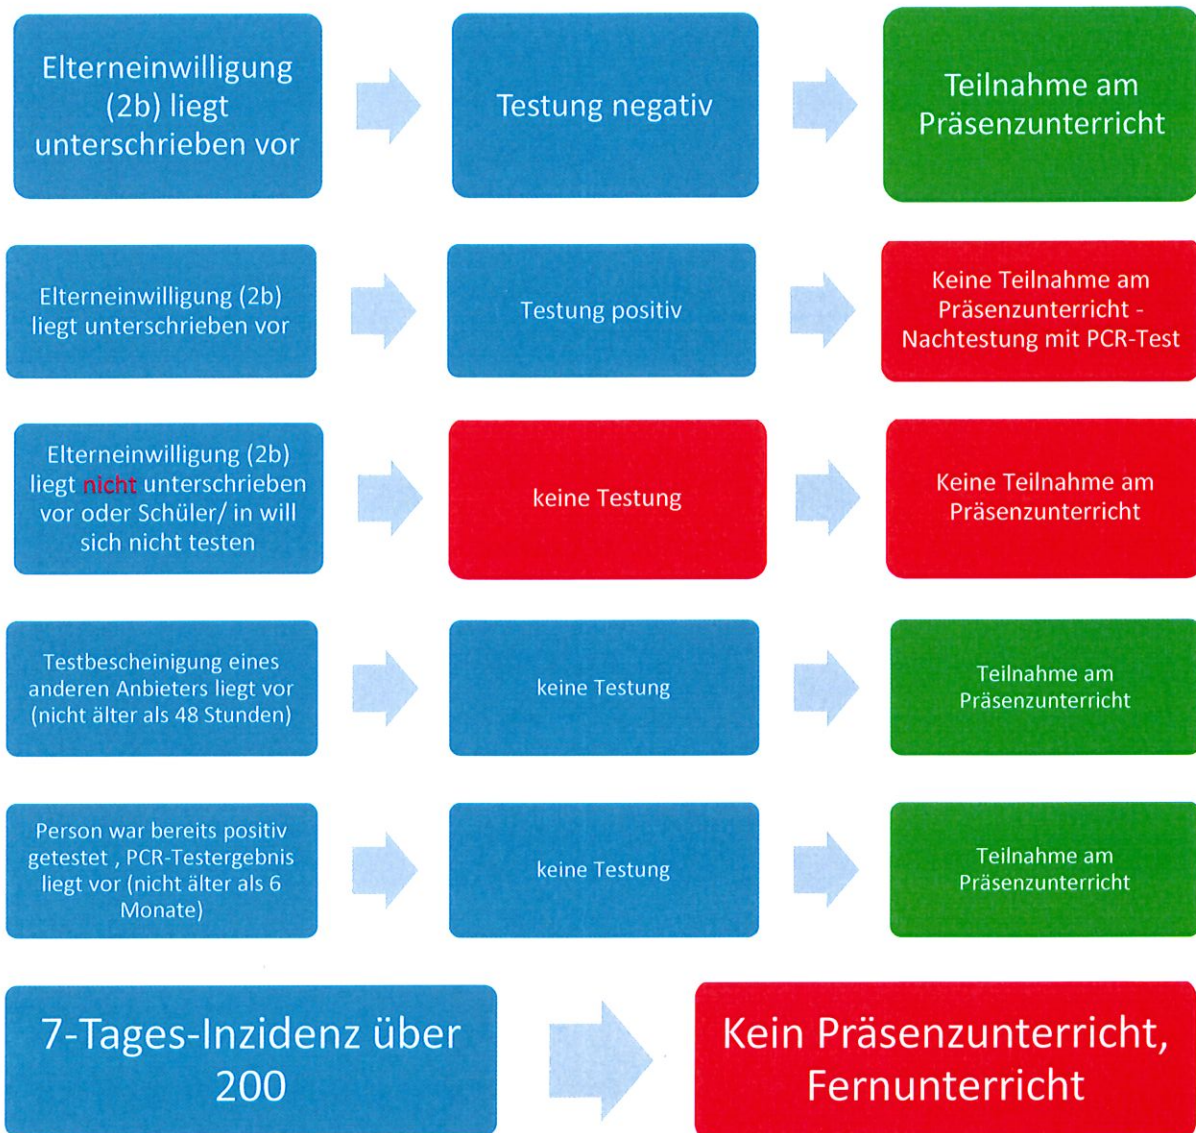 Elterneinwilligung
(2b) liegt
unterschrieben vor
Testung negativ
Teilnahme am
Präsenzunterricht
Elterneinwilligung (2b)
liegt unterschrieben vor
Testung positiv
Keine Teilnahme am
Präsenzunterricht -
Nachtestung mit PCR-Test
Elterneinwilligung (2b)
liegt nicht unterschrieben
vor oder Schüler/ in will
sich nicht testen
keine Testung
Keine Teilnahme am
Präsenzunterricht
Testbescheinigung eines
anderen Anbieters liegt vor
(nicht älter als 48 Stunden)
keine Testung
Teilnahme am
Präsenzunterricht
Person war bereits positiv
getestet , PCR-Testergebnis
liegt vor (nicht älter als 6
Monate)
keine Testung
Teilnahme am
Präsenzunterricht
7-Tages-Inzidenz über
200
Kein Präsenzunterricht,
Fernunterricht